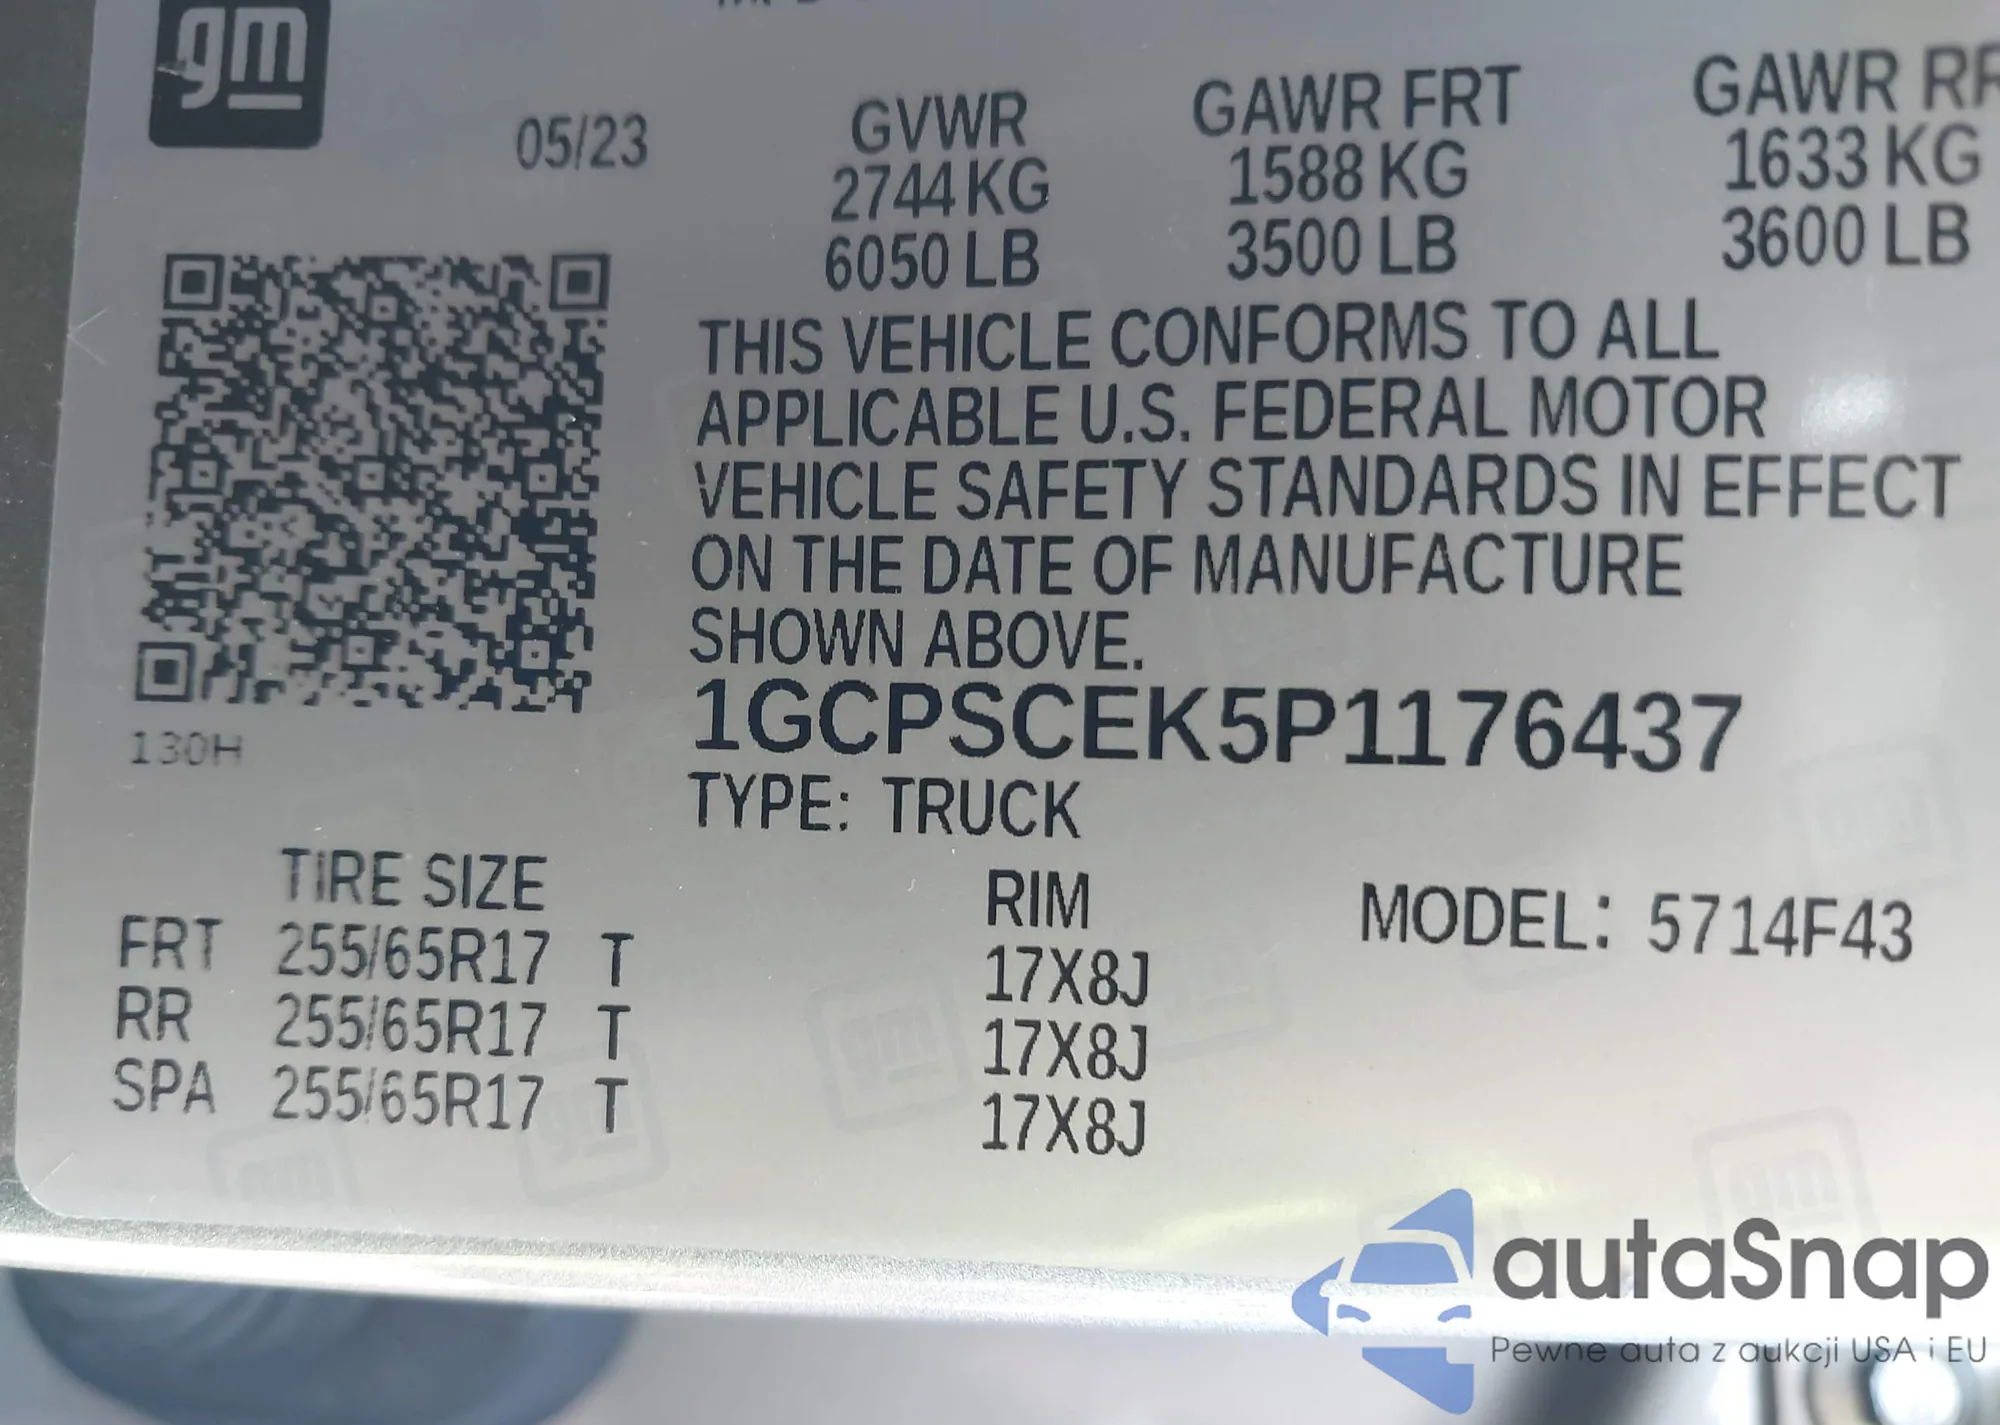 gm
05/23
GVWR GAWR FRT GAWR RR
2744 KG 1588 KG 1633 KG
6050 LB 3500 LB 3600 LB
THIS VEHICLE CONFORMS TO ALL
APPLICABLE U.S. FEDERAL MOTOR
VEHICLE SAFETY STANDARDS IN EFFECT
ON THE DATE OF MANUFACTURE
SHOWN ABOVE.
1GCPSCEK5P1176437
130H
TYPE: TRUCK
TIRE SIZE RIM MODEL: 5714F43
FRT 255/65R17 T 17X8J
RR 255/65R17 T 17X8J
SPA 255/65R17 T 17X8J
autaSnap
Pewne auta z aukcji USA i EU